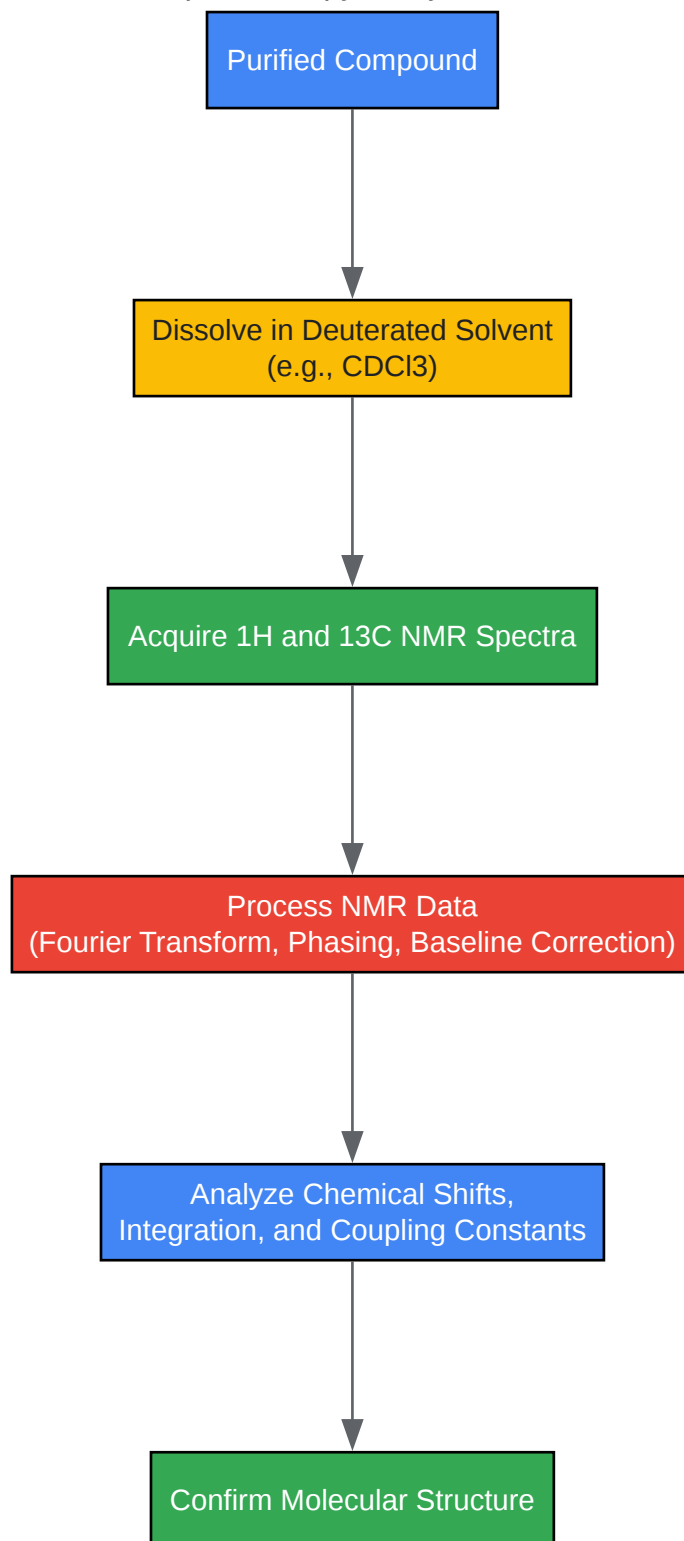 Purified Compound
Dissolve in Deuterated Solvent
(e.g., CDCl3)
Acquire 1H and 13C NMR Spectra
Process NMR Data
(Fourier Transform, Phasing, Baseline Correction)
Analyze Chemical Shifts,
Integration, and Coupling Constants
Confirm Molecular Structure